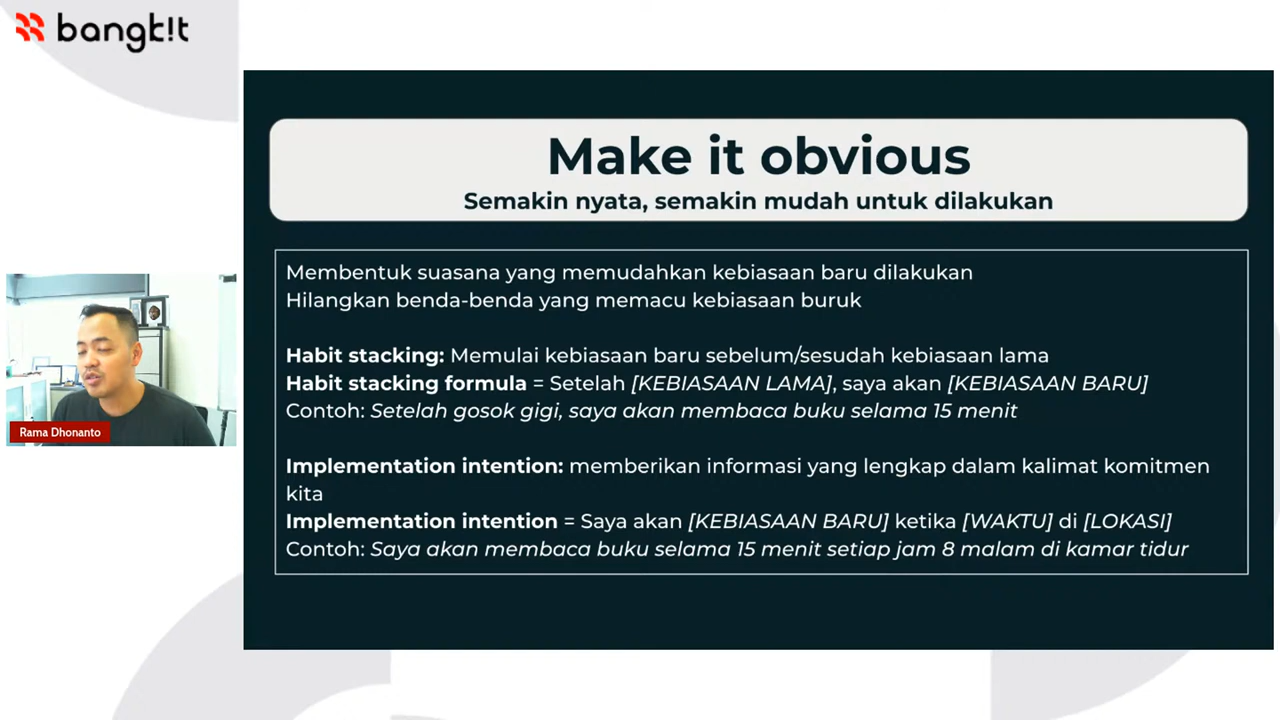 bangk!t
Make it obvious
Semakin nyata, semakin mudah untuk dilakukan
Membentuk suasana yang memudahkan kebiasaan baru dilakukan
Hilangkan benda-benda yang memacu kebiasaan buruk
Habit stacking: Memulai kebiasaan baru sebelum/sesudah kebiasaan lama
Habit stacking formula = Setelah [KEBIASAAN LAMA], saya akan [KEBIASAAN BARU]
Contoh: Setelah gosok gigi, saya akan membaca buku selama 15 menit
Implementation intention: memberikan informasi yang lengkap dalam kalimat komitmen
kita
Implementation intention = Saya akan [KEBIASAAN BARU] ketika [WAKTU] di [LOKASI]
Contoh: Saya akan membaca buku selama 15 menit setiap jam 8 malam di kamar tidur
Rama Dhonanto